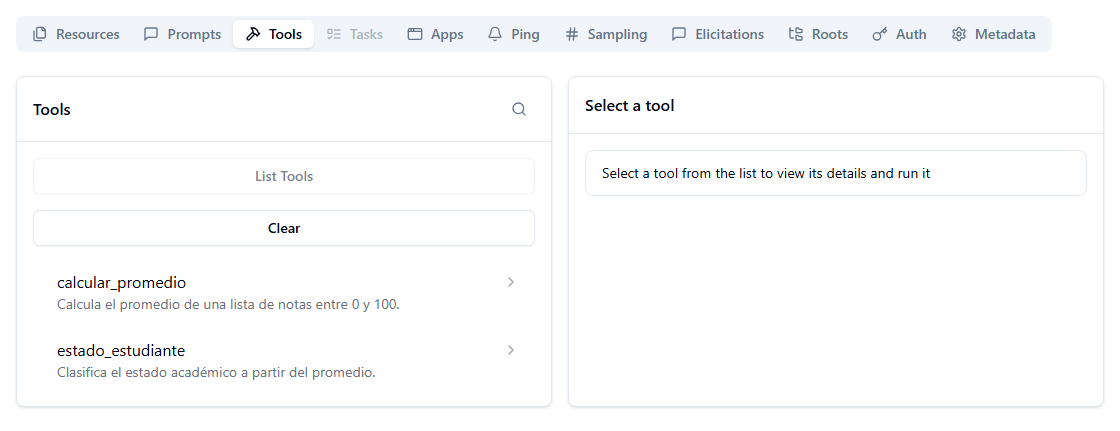 Resources Prompts Tools Tasks Apps Ping Sampling Elicitations Roots Auth Metadata
Tools
List Tools
Clear
calcular_promedio
Calcula el promedio de una lista de notas entre 0 y 100.
estado_estudiante
Clasifica el estado académico a partir del promedio.
Select a tool
Select a tool from the list to view its details and run it